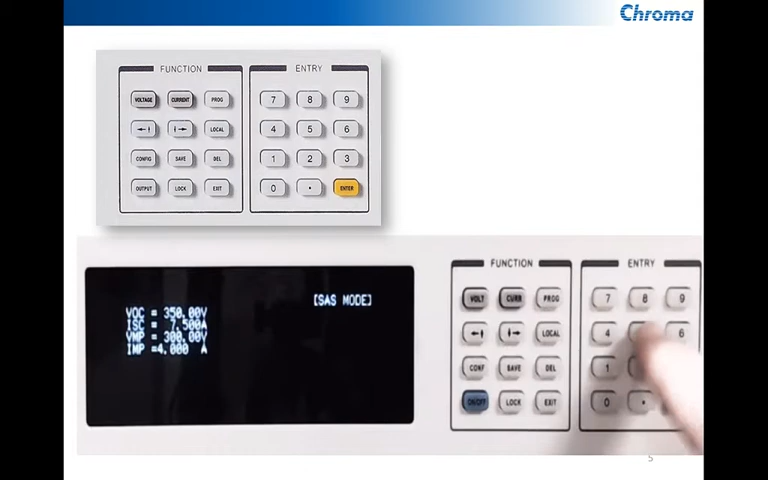 Chroma
FUNCTION ENTRY
VOLTAGE CURRENT PROG 7 8 9
LOCAL 4 5 6
CONFIG SAVE DEL 1 2 3
OUTPUT LOCK EXIT 0 . ENTER
FUNCTION ENTRY
[SAS MODE]
VOC = 350.00V
ISC = 7.500A
VMP = 300.00V
IMP =4.000 A
VOLT CURR PROG 7 8 9
LOCAL 4 6
CONF SAVE DEL 1
ON/OFF LOCK EXIT 0 .
5